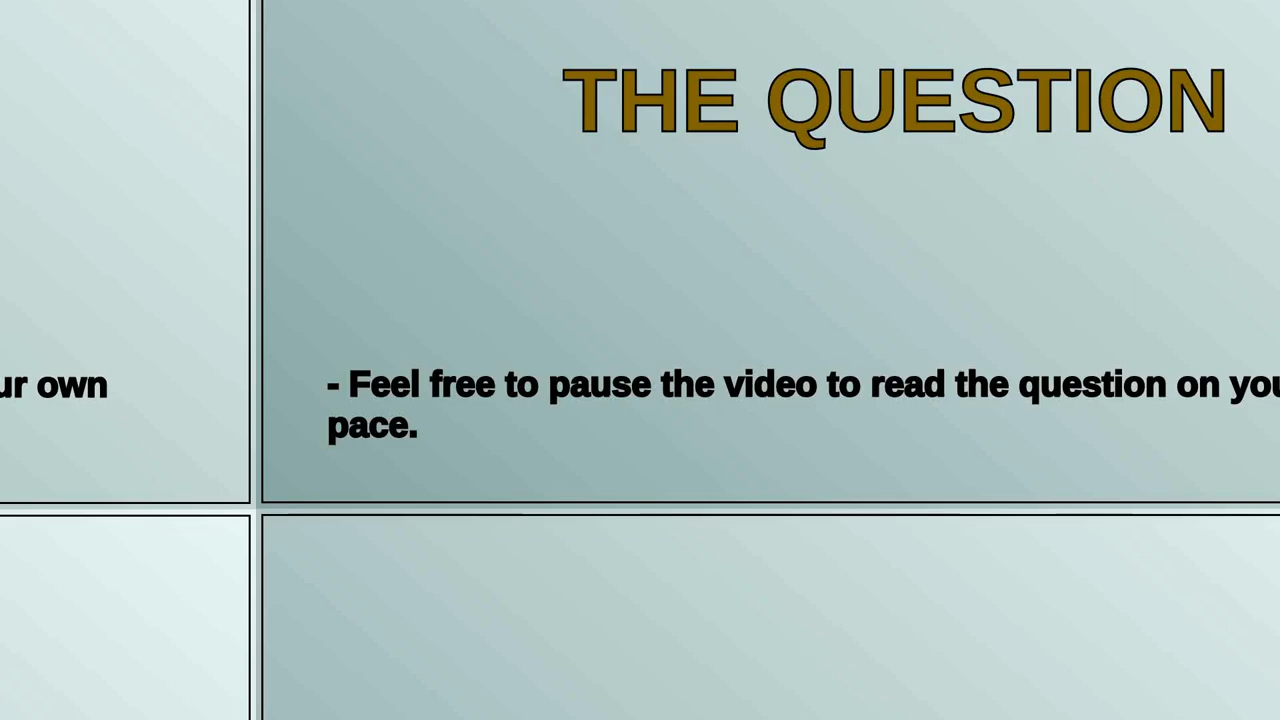 THE QUESTION
ur own
- Feel free to pause the video to read the question on you
pace.